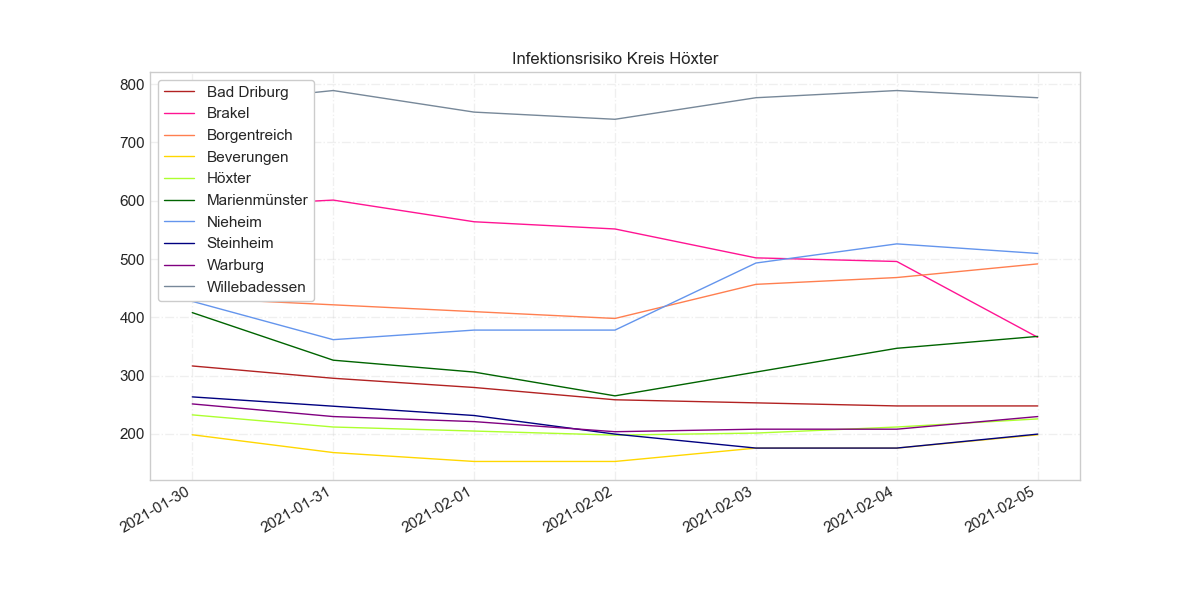 Infektionsrisiko Kreis Höxter
800
700
600
500
400
300
200
Bad Driburg
Brakel
Borgentreich
Beverungen
Höxter
Marienmünster
Nieheim
Steinheim
Warburg
Willebadessen
2021-01-30
2021-01-31
2021-02-01
2021-02-02
2021-02-03
2021-02-04
2021-02-05